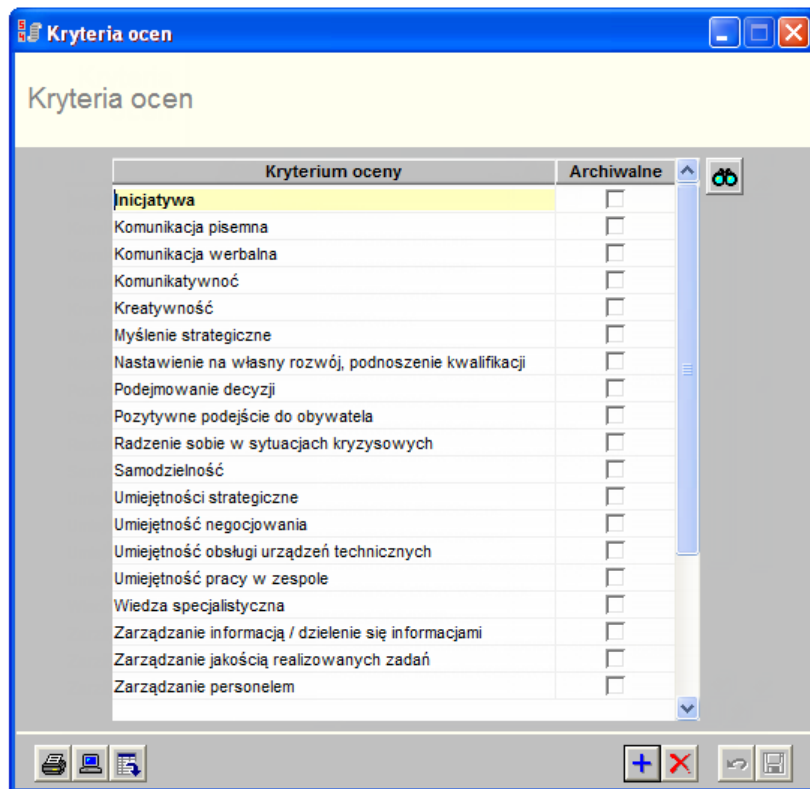 Kryteria ocen
Kryteria ocen
Kryterium oceny Archiwalne
Inicjatywa
Komunikacja pisemna
Komunikacja werbalna
Komunikatywnoć
Kreatywność
Myślenie strategiczne
Nastawienie na własny rozwój, podnoszenie kwalifikacji
Podejmowanie decyzji
Pozytywne podejście do obywatela
Radzenie sobie w sytuacjach kryzysowych
Samodzielność
Umiejętności strategiczne
Umiejętność negocjowania
Umiejętność obsługi urządzeń technicznych
Umiejętność pracy w zespole
Wiedza specjalistyczna
Zarządzanie informacją / dzielenie się informacjami
Zarządzanie jakością realizowanych zadań
Zarządzanie personelem